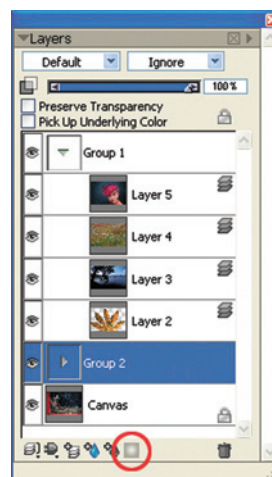 Layers
Default Ignore
100%
Preserve Transparency
Pick Up Underlying Color
Group 1
Layer 5
Layer 4
Layer 3
Layer 2
Group 2
Canvas